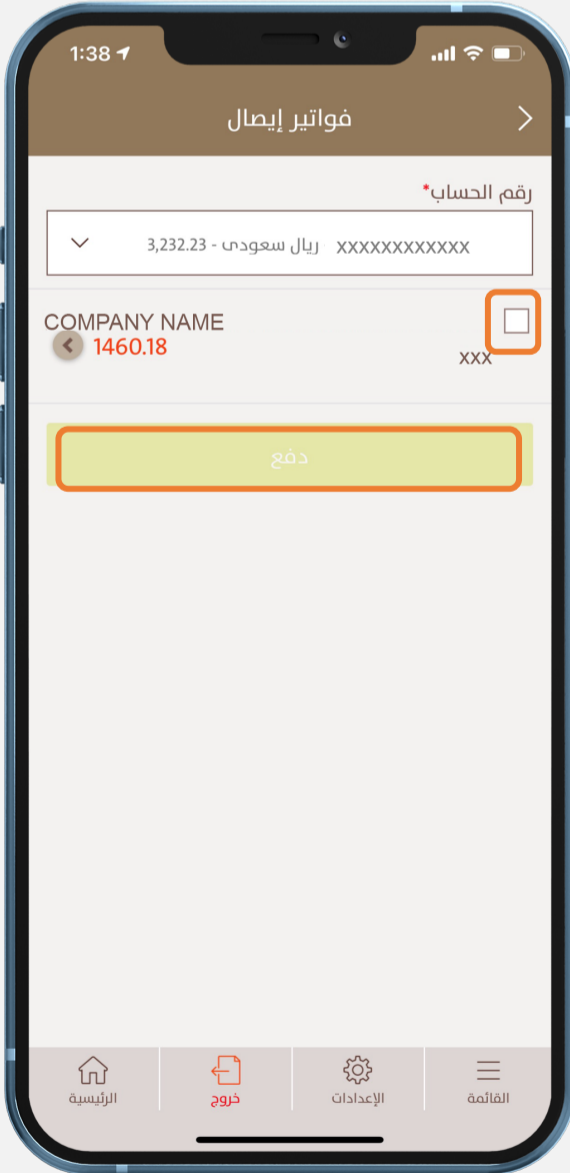 1:38
فواتير إيصال
رقم الحساب*
XXXXXXXXXXXX ريال سعودى - 3,232.23
COMPANY NAME
1460.18
XXX
دفع
القائمة
الإعدادات
خروج
الرئيسية